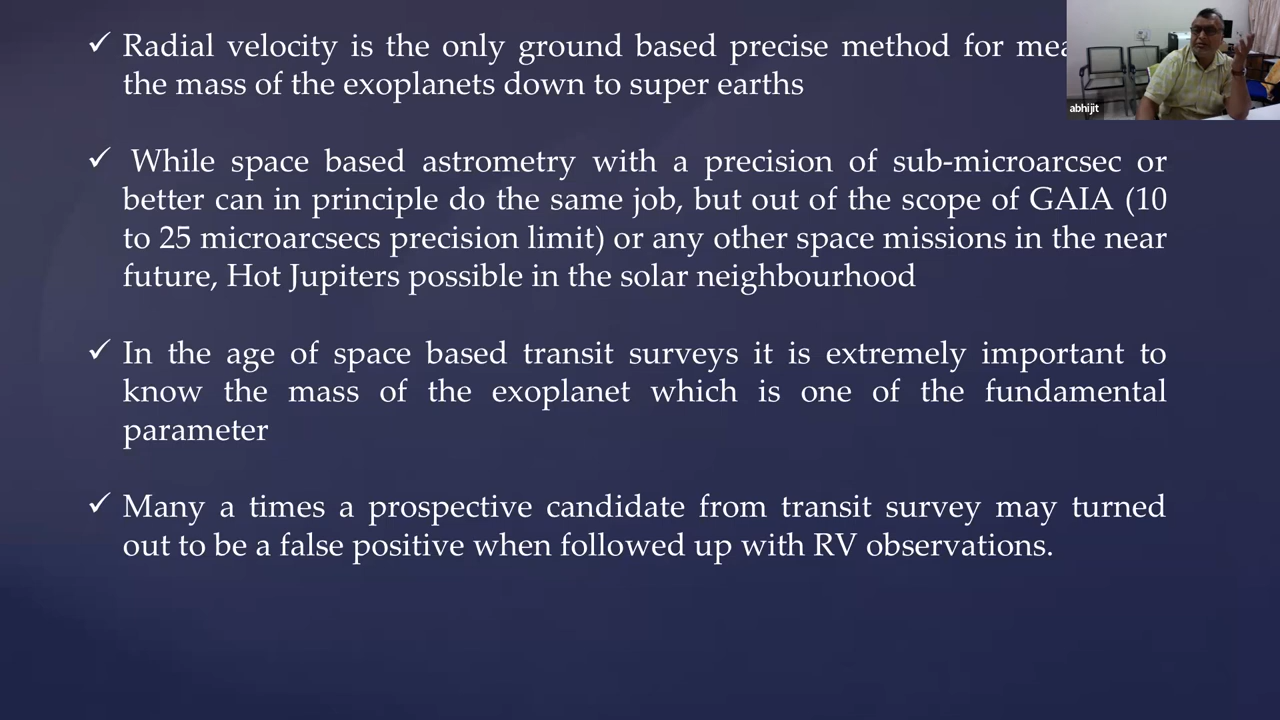 ✓ Radial velocity is the only ground based precise method for mea
the mass of the exoplanets down to super earths
abhijit
✓ While space based astrometry with a precision of sub-microarcsec or
better can in principle do the same job, but out of the scope of GAIA (10
to 25 microarcsecs precision limit) or any other space missions in the near
future, Hot Jupiters possible in the solar neighbourhood
✓ In the age of space based transit surveys it is extremely important to
know the mass of the exoplanet which is one of the fundamental
parameter
✓ Many a times a prospective candidate from transit survey may turned
out to be a false positive when followed up with RV observations.